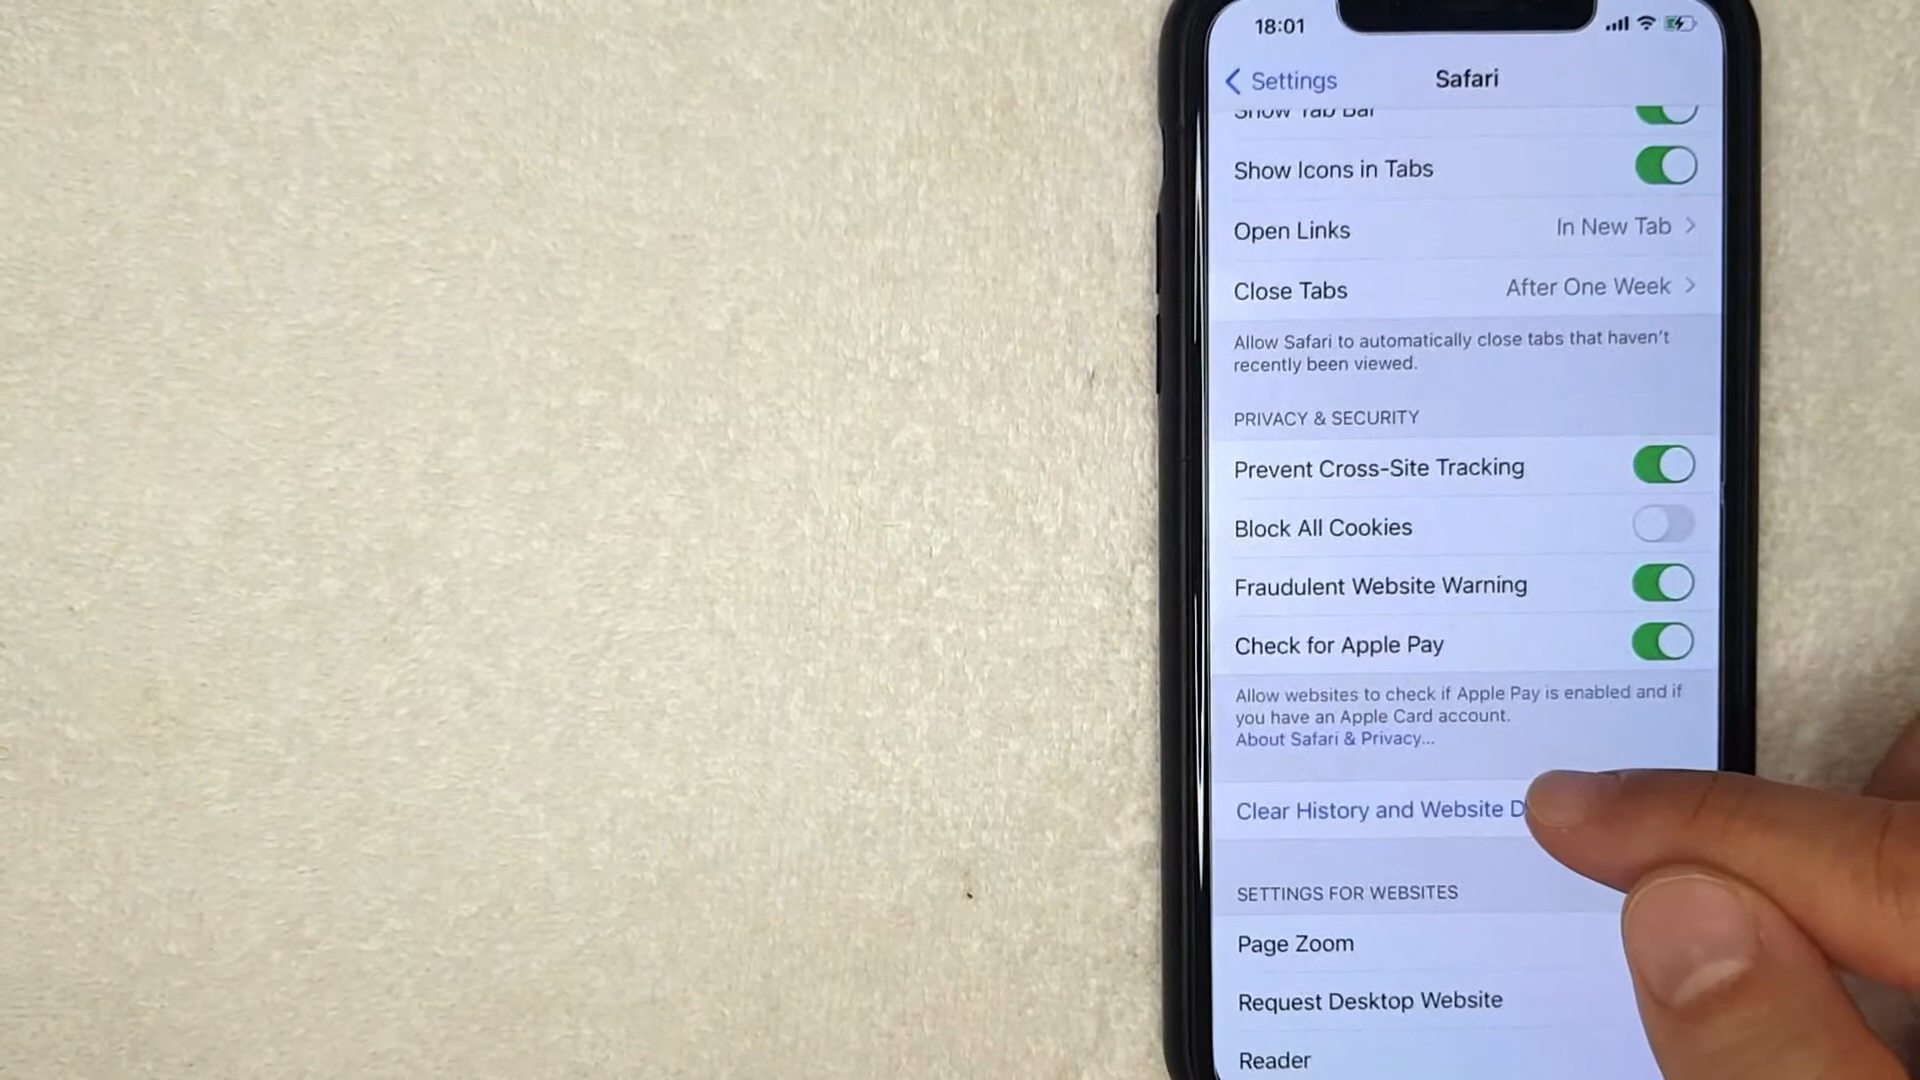 18:01
Settings
Safari
Show Tab Bar
Show Icons in Tabs
Open Links
In New Tab
Close Tabs
After One Week
Allow Safari to automatically close tabs that haven't
recently been viewed.
PRIVACY & SECURITY
Prevent Cross-Site Tracking
Block All Cookies
Fraudulent Website Warning
Check for Apple Pay
Allow websites to check if Apple Pay is enabled and if
you have an Apple Card account.
About Safari & Privacy...
Clear History and Website D
SETTINGS FOR WEBSITES
Page Zoom
Request Desktop Website
Reader